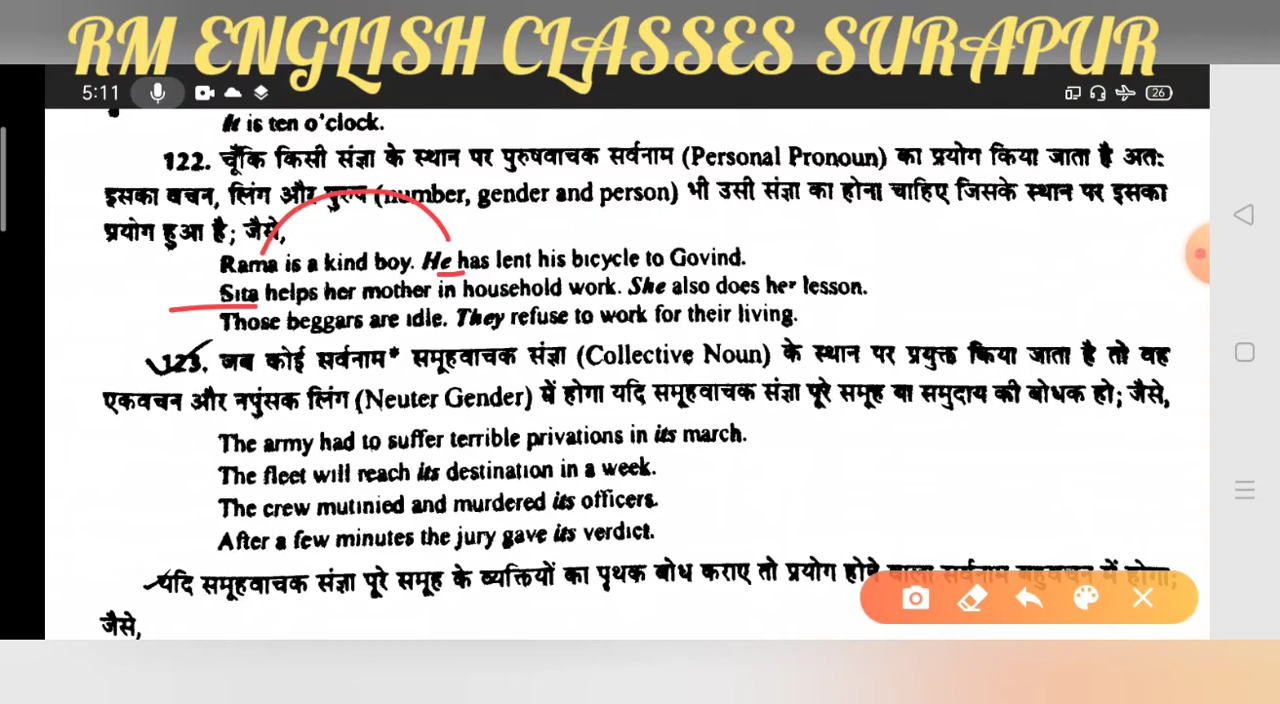 RM ENGLISH CLASSES SURAPUR
5:11
26
It is ten o'clock.
122. चूँकि किसी संज्ञा के स्थान पर पुरुषवाचक सर्वनाम (Personal Pronoun) का प्रयोग किया जाता है अतः
इसका वचन, लिंग और पुरुष (number, gender and person) भी उसी संज्ञा का होना चाहिए जिसके स्थान पर इसका
प्रयोग हुआ है; जैसे,
Rama is a kind boy. He has lent his bicycle to Govind.
Sita helps her mother in household work. She also does her lesson.
Those beggars are idle. They refuse to work for their living.
123. जब कोई सर्वनाम* समूहवाचक संज्ञा (Collective Noun) के स्थान पर प्रयुक्त किया जाता है तो वह
एकवचन और नपुंसक लिंग (Neuter Gender) में होगा यदि समूहवाचक संज्ञा पूरे समूह या समुदाय की बोधक हो; जैसे,
The army had to suffer terrible privations in its march.
The fleet will reach its destination in a week.
The crew mutinied and murdered its officers.
After a few minutes the jury gave its verdict.
यदि समूहवाचक संज्ञा पूरे समूह के व्यक्तियों का पृथक बोध कराए तो प्रयोग होने वाला सर्वनाम बहुवचन में होगा;
जैसे,